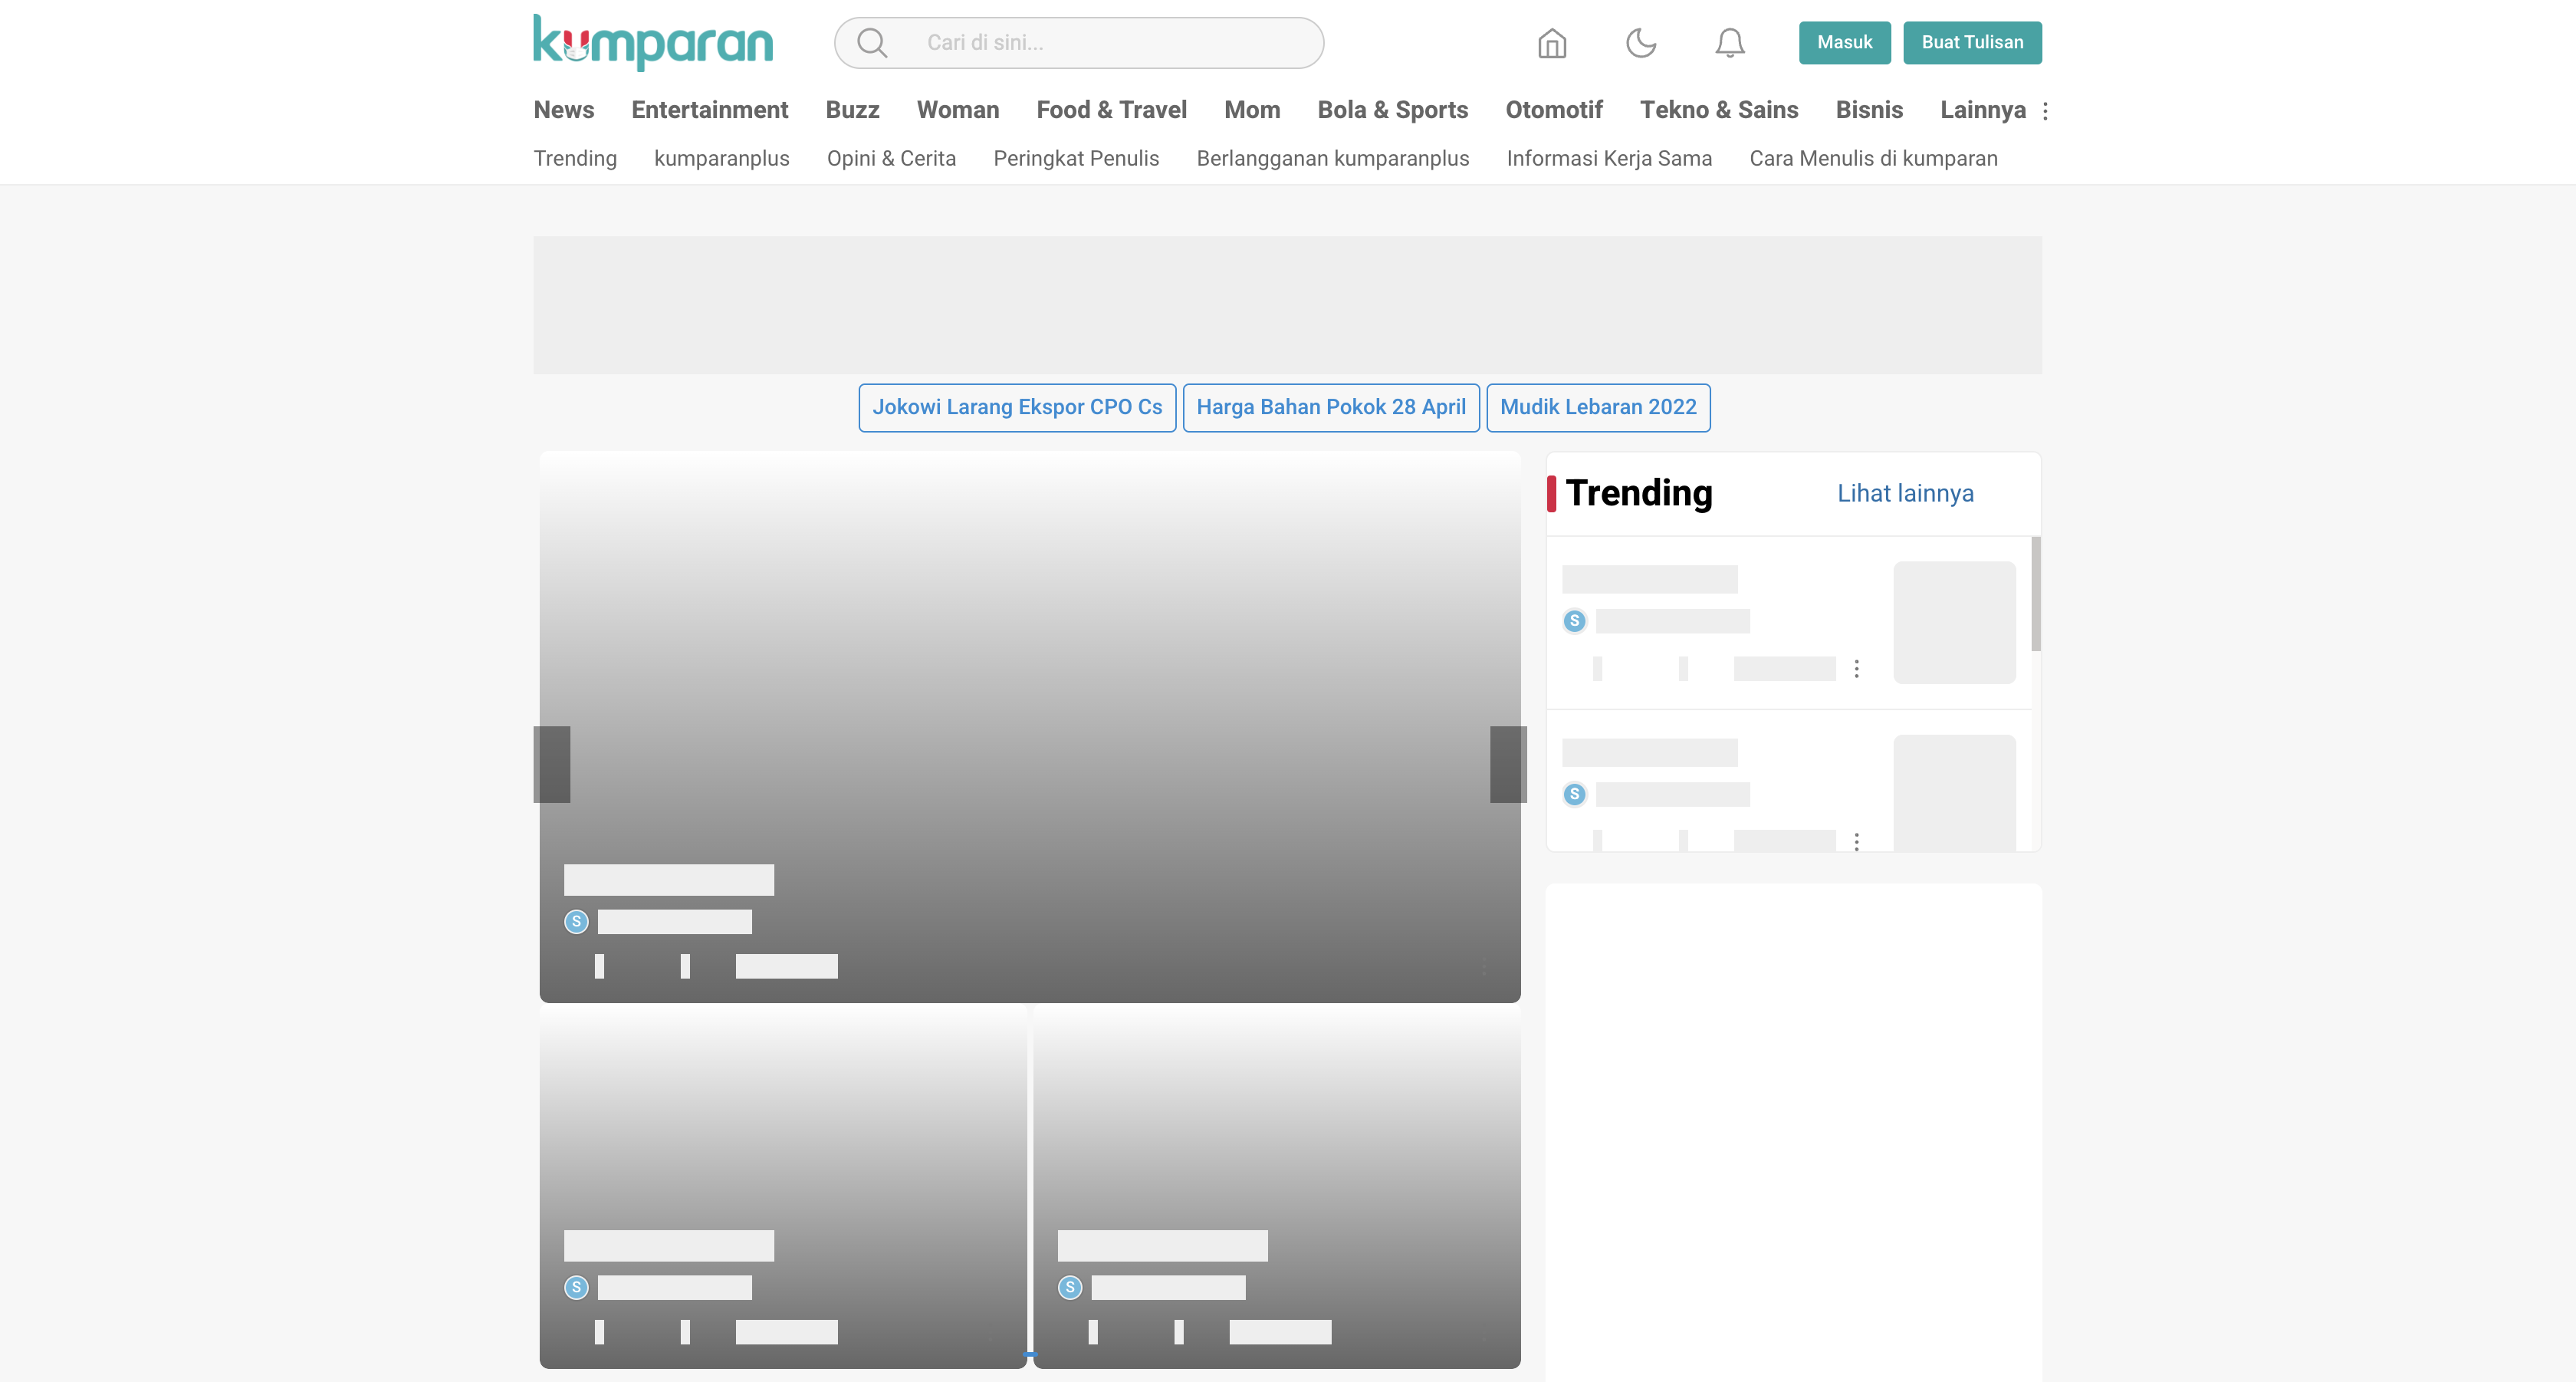 kumparan
Cari di sini...
Masuk
Buat Tulisan
News Entertainment Buzz Woman Food & Travel Mom Bola & Sports Otomotif Tekno & Sains Bisnis Lainnya
Trending kumparanplus Opini & Cerita Peringkat Penulis Berlangganan kumparanplus Informasi Kerja Sama Cara Menulis di kumparan
Jokowi Larang Ekspor CPO Cs
Harga Bahan Pokok 28 April
Mudik Lebaran 2022
Trending
Lihat lainnya
S
S
S
S
S